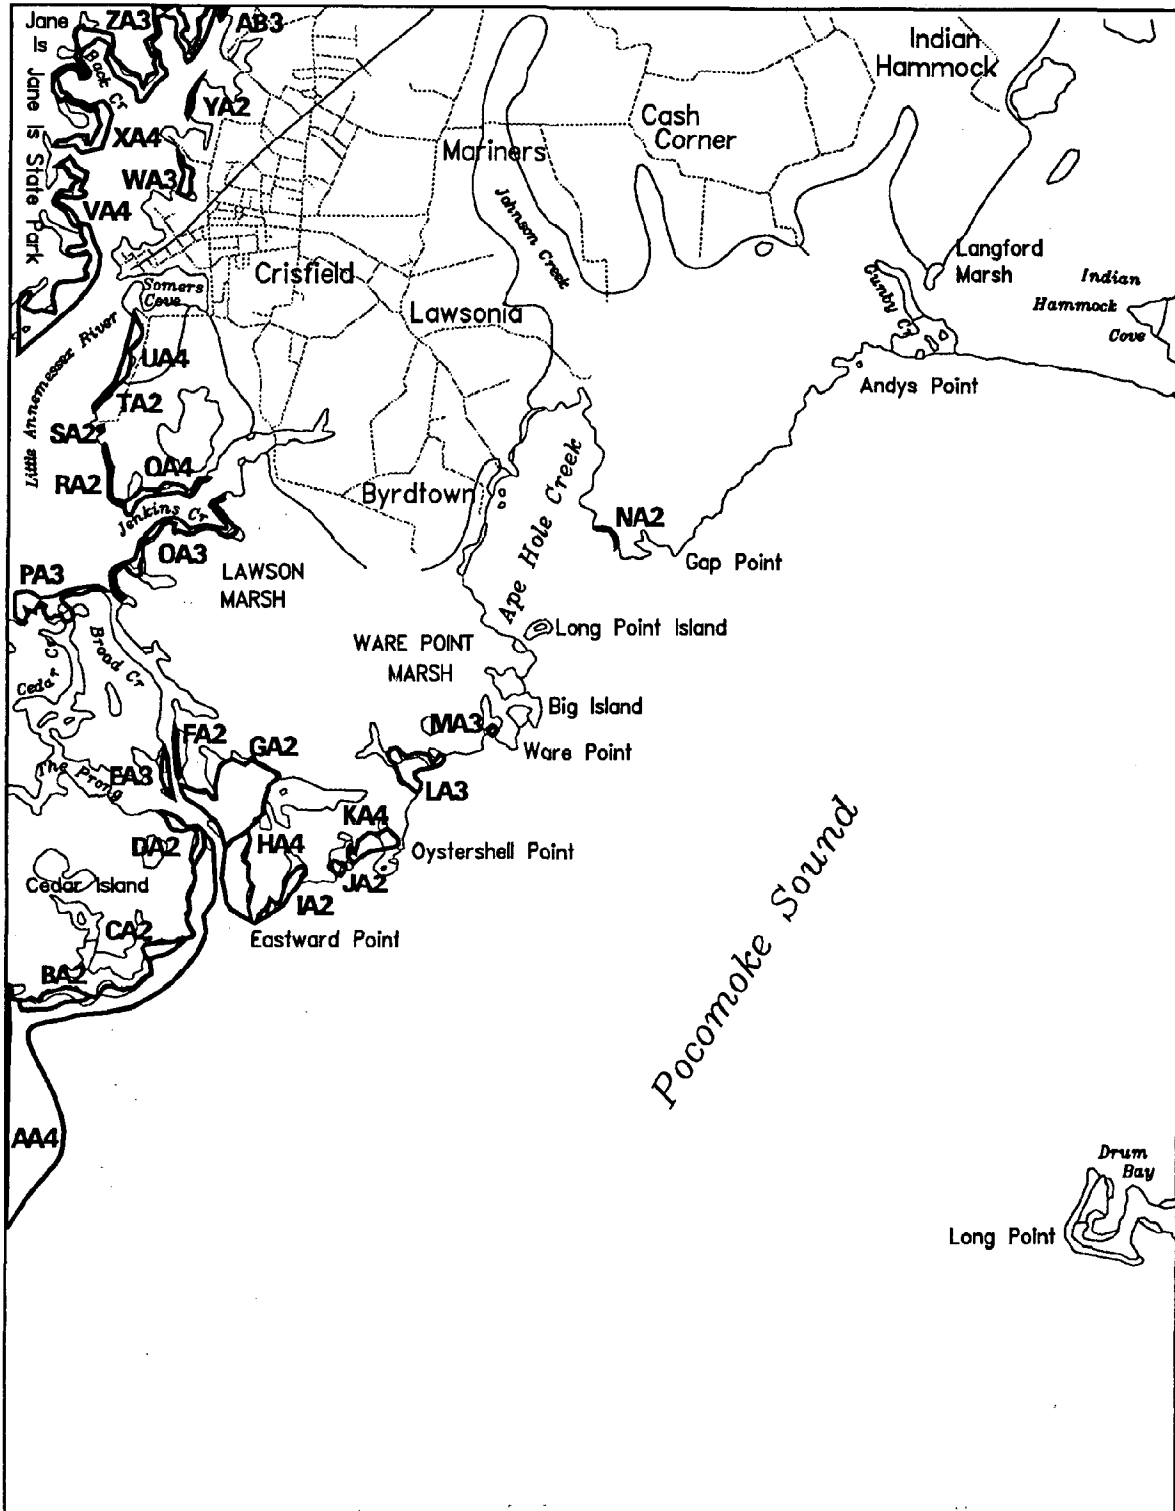 Jane
Is
Jane Is State Park
ZA3
AB3
Back Cr
YA2
XA4
WA3
VA4
Indian
Hammock
Cash
Corner
Mariners
Johnson Creek
Langford
Marsh
Indian
Hammock
Cove
Cunby Cr
Andys Point
Crisfield
Somers
Cove
Lawsonia
Little Annemessex River
UA4
TA2
SA2
RA2
QA4
Jenkins Cr
OA3
Byrdtown
Ape Hole Creek
NA2
Gap Point
PA3
LAWSON
MARSH
Broad Cr
Cedar Cr
WARE POINT
MARSH
Long Point Island
Big Island
MA3
Ware Point
FA2
GA2
EA3
The Prong
LA3
KA4
HA4
DA2
Oystershell Point
JA2
IA2
Cedar Island
CA2
Eastward Point
BA2
Pocomoke Sound
AA4
Drum
Bay
Long Point